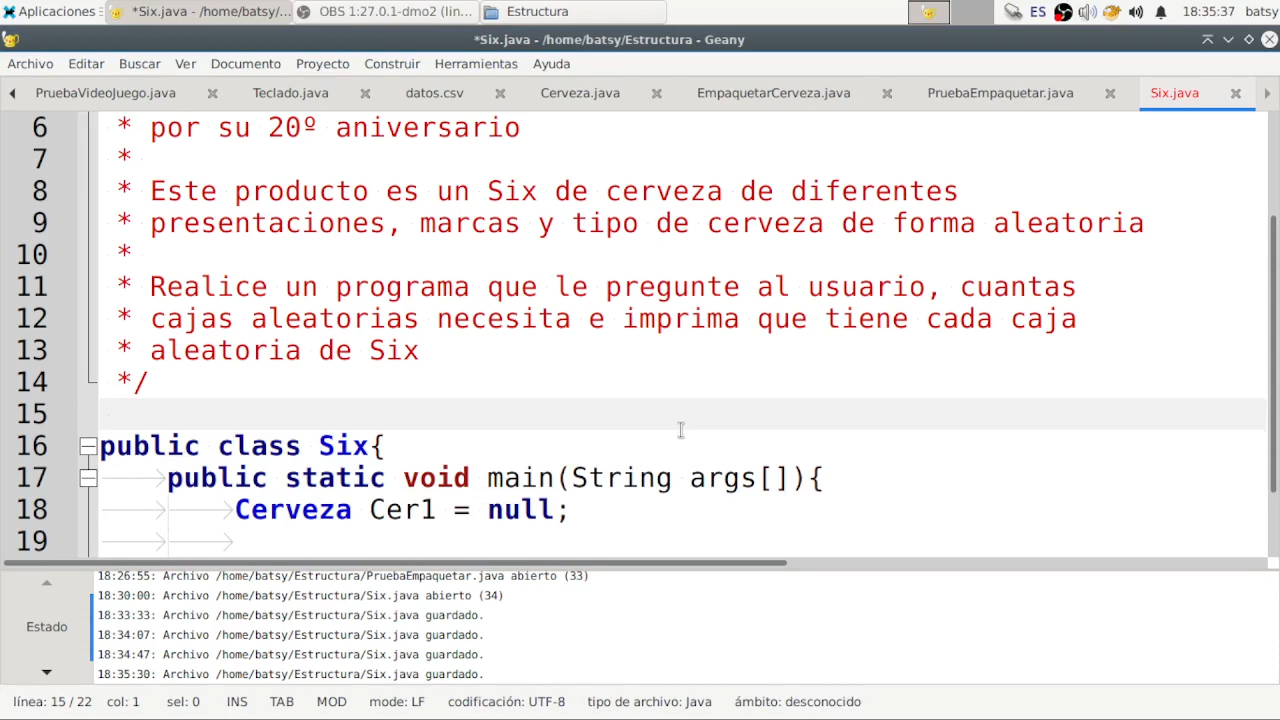 Aplicaciones
*Six.java - /home/batsy/...
OBS 1:27.0.1-dmo2 (lin...
Estructura
ES
18:35:37
batsy
*Six.java - /home/batsy/Estructura - Geany
Archivo Editar Buscar Ver Documento Proyecto Construir Herramientas Ayuda
PruebaVideoJuego.java Teclado.java datos.csv Cerveza.java EmpaquetarCerveza.java PruebaEmpaquetar.java Six.java
6 * por su 20º aniversario
7 *
8 * Este producto es un Six de cerveza de diferentes
9 * presentaciones, marcas y tipo de cerveza de forma aleatoria
10 *
11 * Realice un programa que le pregunte al usuario, cuantas
12 * cajas aleatorias necesita e imprima que tiene cada caja
13 * aleatoria de Six
14 */
15
16 public class Six{
17 public static void main(String args[]){
18 Cerveza Cer1 = null;
19
Estado
18:26:55: Archivo /home/batsy/Estructura/PruebaEmpaquetar.java abierto (33)
18:30:00: Archivo /home/batsy/Estructura/Six.java abierto (34)
18:33:33: Archivo /home/batsy/Estructura/Six.java guardado.
18:34:07: Archivo /home/batsy/Estructura/Six.java guardado.
18:34:47: Archivo /home/batsy/Estructura/Six.java guardado.
18:35:30: Archivo /home/batsy/Estructura/Six.java guardado.
línea: 15 / 22 col: 1 sel: 0 INS TAB MOD mode: LF codificación: UTF-8 tipo de archivo: Java ámbito: desconocido